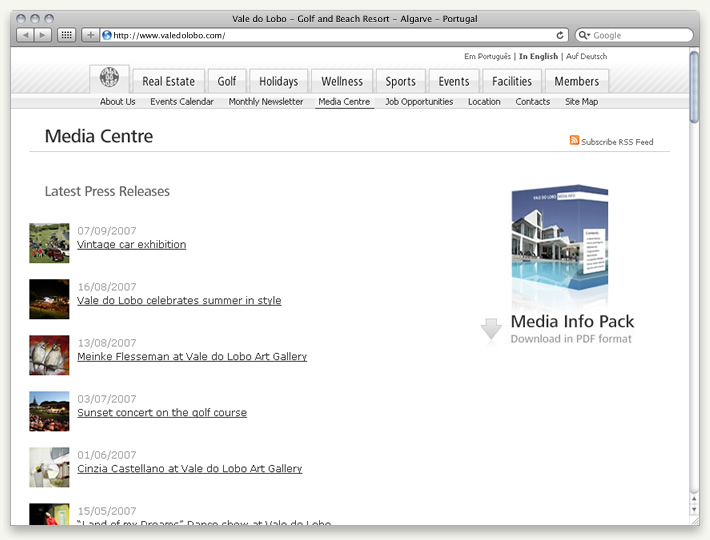 Vale do Lobo – Golf and Beach Resort – Algarve – Portugal
http://www.valedolobo.com/
Google
Em Português | In English | Auf Deutsch
Real Estate Golf Holidays Wellness Sports Events Facilities Members
About Us Events Calendar Monthly Newsletter Media Centre Job Opportunities Location Contacts Site Map
Media Centre
Subscribe RSS Feed
Latest Press Releases
VALE DO LOBO MEDIA INFO
07/09/2007
Vintage car exhibition
16/08/2007
Vale do Lobo celebrates summer in style
13/08/2007
Meinke Flesseman at Vale do Lobo Art Gallery
Media Info Pack
Download in PDF format
03/07/2007
Sunset concert on the golf course
01/06/2007
Cinzia Castellano at Vale do Lobo Art Gallery
15/05/2007
“Land of my Dreams” Dance show at Vale do Lobo